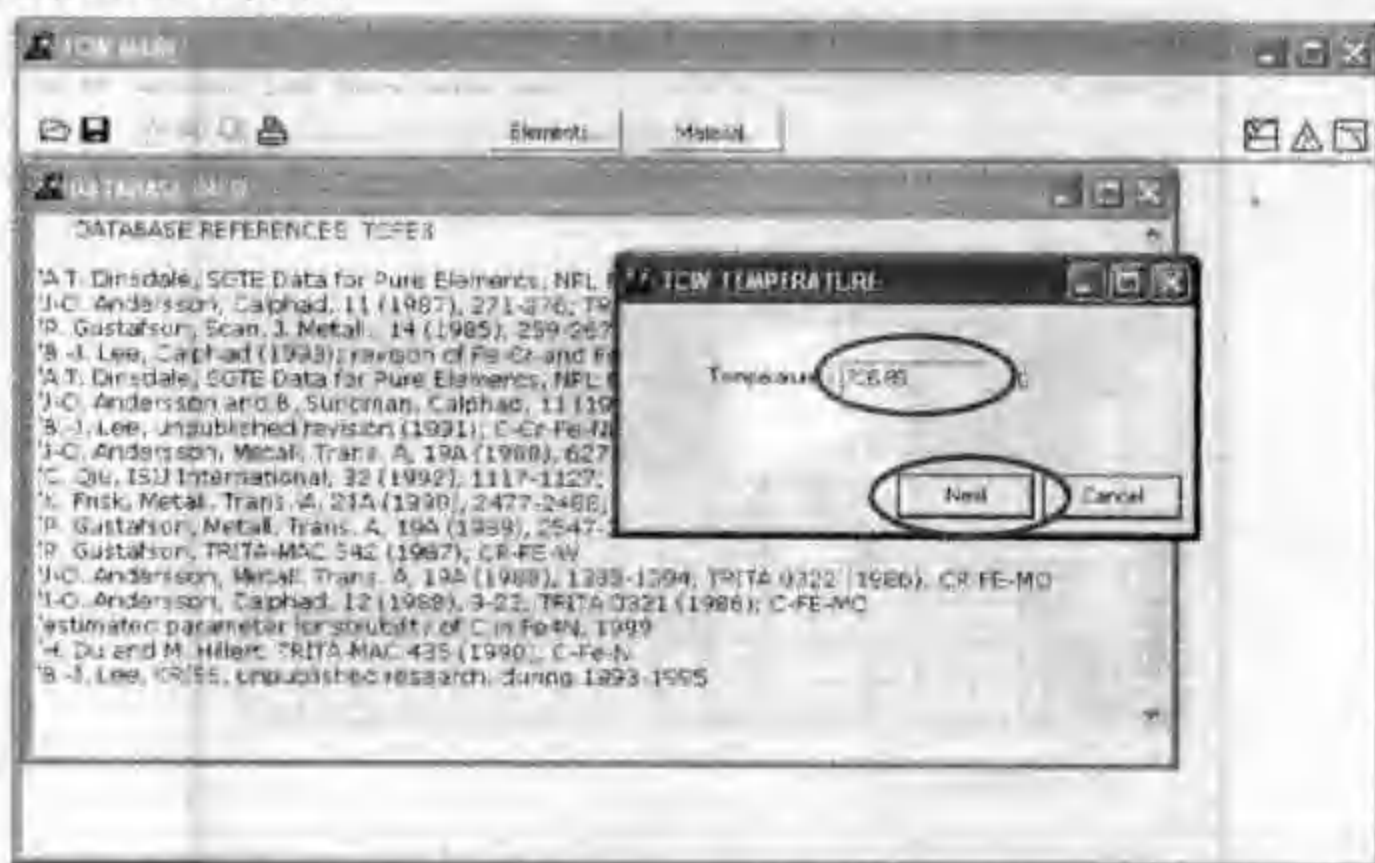 TCW MAIN
Elements... Material...
DATABASE REFERENCES TCFE3
'A.T. Dinsdale, SGTE Data for Pure Elements, NPL
'J-O. Andersson, Calphad, 11 (1987), 271-276; TR
'P. Gustafson, Scan. J. Metall., 14 (1985), 259-267
'B.-J. Lee, Calphad (1993); revision of Fe-Cr and Fe
'A.T. Dinsdale, SGTE Data for Pure Elements, NPL
'J-O. Andersson and B. Sundman, Calphad, 11 (19
'B.-J. Lee, unpublished revision (1991); C-Cr-Fe-Ni
'J-O. Andersson, Metall. Trans. A, 19A (1988), 627
'C. Qiu, ISIJ International, 32 (1992), 1117-1127;
'K. Frisk, Metall. Trans. A, 21A (1990), 2477-2488;
'P. Gustafson, Metall. Trans. A, 19A (1988), 2547-
'P. Gustafson, TRITA-MAC 342 (1987); CR-FE-W
'J-O. Andersson, Metall. Trans. A, 19A (1988), 1385-1394, TRITA 0322 (1986); CR-FE-MO
'J-O. Andersson, Calphad, 12 (1988), 9-23, TRITA 0321 (1986); C-FE-MO
'estimated parameter for solubility of C in Fe4N, 1999
'H. Du and M. Hillert, TRITA-MAC 435 (1990); C-Fe-N
'B.-J. Lee, KRISS, unpublished research, during 1993-1995
TCW TEMPERATURE
Temperature C
Next Cancel